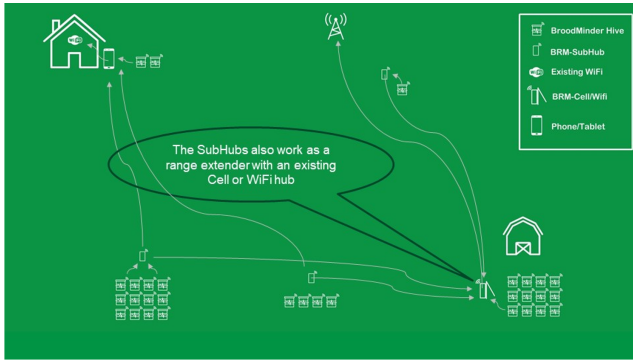 BroodMinder Hive
BRM-SubHub
Existing WiFi
BRM-Cell/Wifi
Phone/Tablet
The SubHubs also work as a
range extender with an existing
Cell or WiFi hub